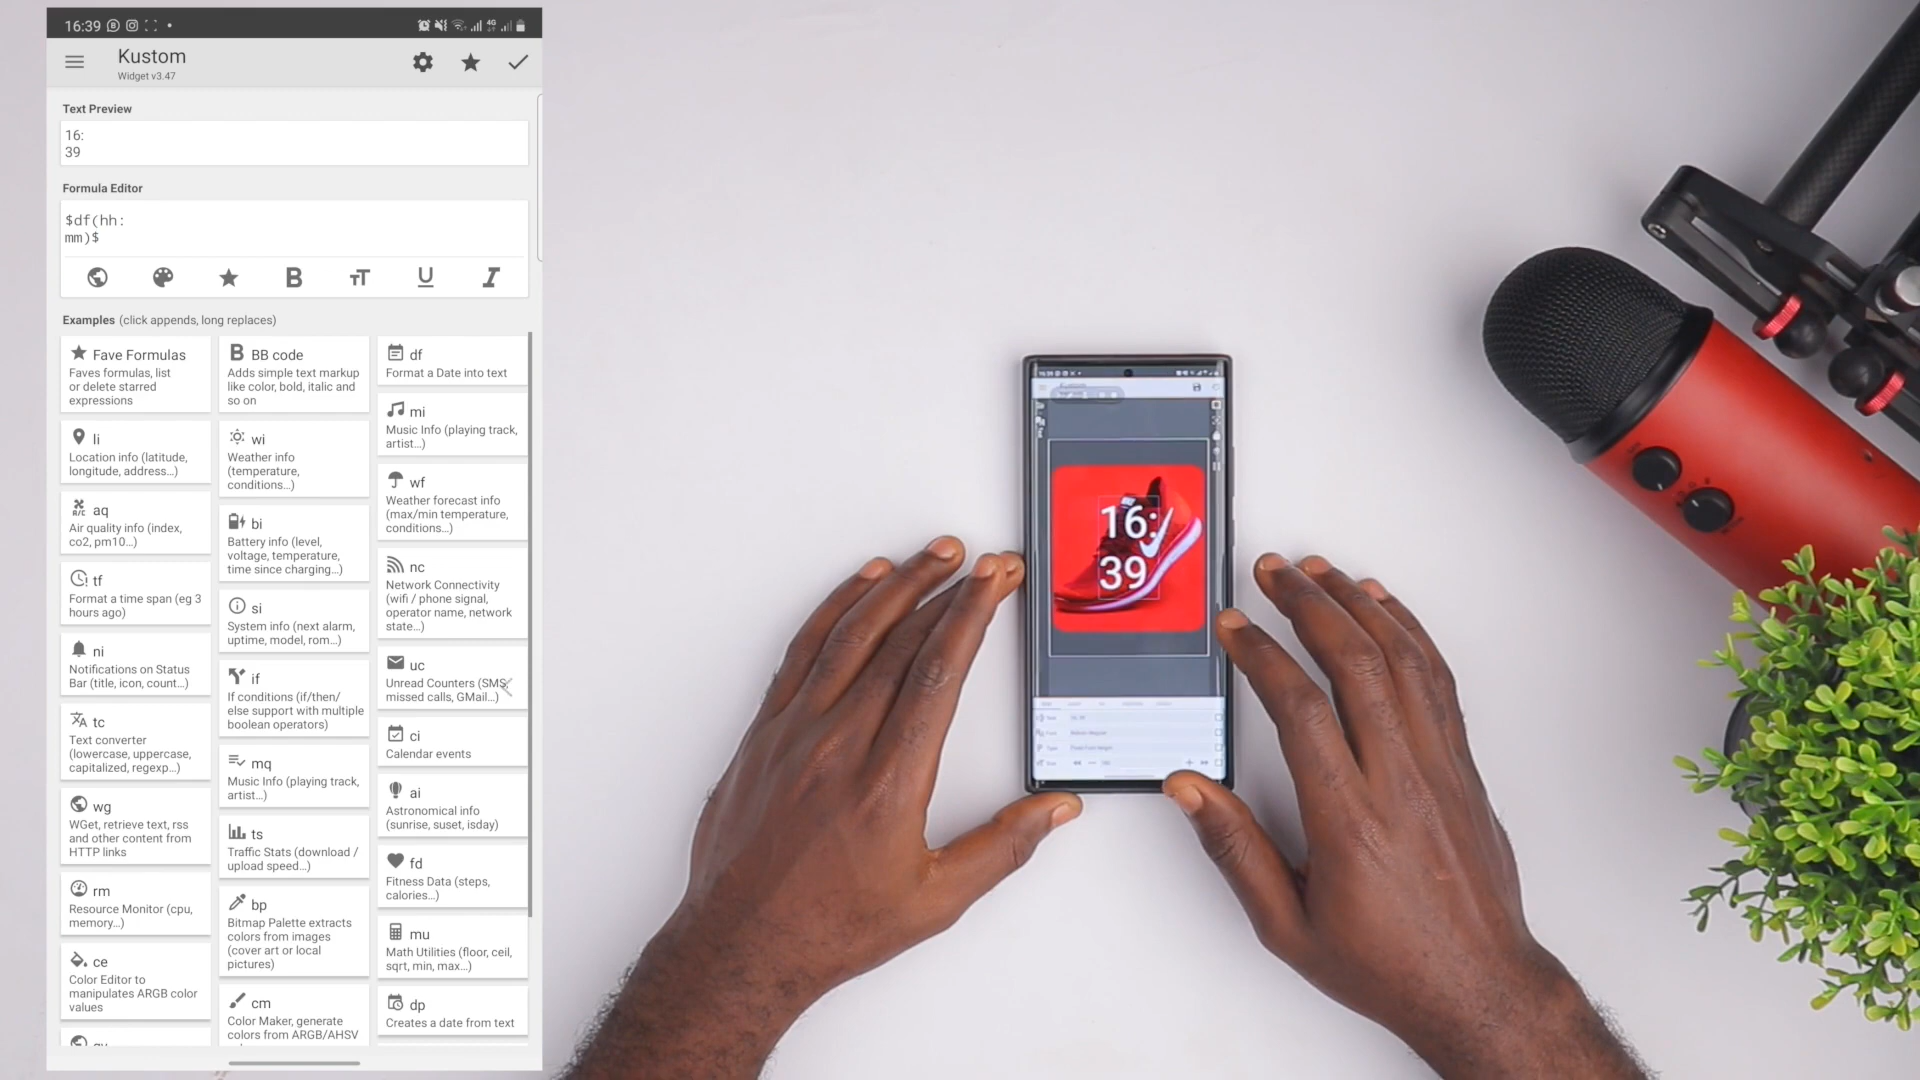 16:39
4G
Kustom
Widget v3.47
Text Preview
16:
39
Formula Editor
$df(hh:
mm)$
B
TT
U
I
Examples (click appends, long replaces)
Fave Formulas
Faves formulas, list
or delete starred
expressions
li
Location info (latitude,
longitude, address...)
A/C
aq
Air quality info (index,
co2, pm10...)
tf
Format a time span (eg 3
hours ago)
ni
Notifications on Status
Bar (title, icon, count...)
tc
Text converter
(lowercase, uppercase,
capitalized, regexp...)
wg
WGet, retrieve text, rss
and other content from
HTTP links
rm
Resource Monitor (cpu,
memory...)
ce
Color Editor to
manipulates ARGB color
values
B BB code
Adds simple text markup
like color, bold, italic and
so on
wi
Weather info
(temperature,
conditions...)
bi
Battery info (level,
voltage, temperature,
time since charging...)
si
System info (next alarm,
uptime, model, rom...)
if
If conditions (if/then/
else support with multiple
boolean operators)
mq
Music Info (playing track,
artist...)
ts
Traffic Stats (download /
upload speed...)
bp
Bitmap Palette extracts
colors from images
(cover art or local
pictures)
cm
Color Maker, generate
colors from ARGB/AHSV
df
Format a Date into text
mi
Music Info (playing track,
artist...)
wf
Weather forecast info
(max/min temperature,
conditions...)
nc
Network Connectivity
(wifi / phone signal,
operator name, network
state...)
uc
Unread Counters (SMS,
missed calls, GMail...)
ci
Calendar events
ai
Astronomical info
(sunrise, suset, isday)
fd
Fitness Data (steps,
calories...)
mu
Math Utilities (floor, ceil,
sqrt, min, max...)
dp
Creates a date from text
16:
39